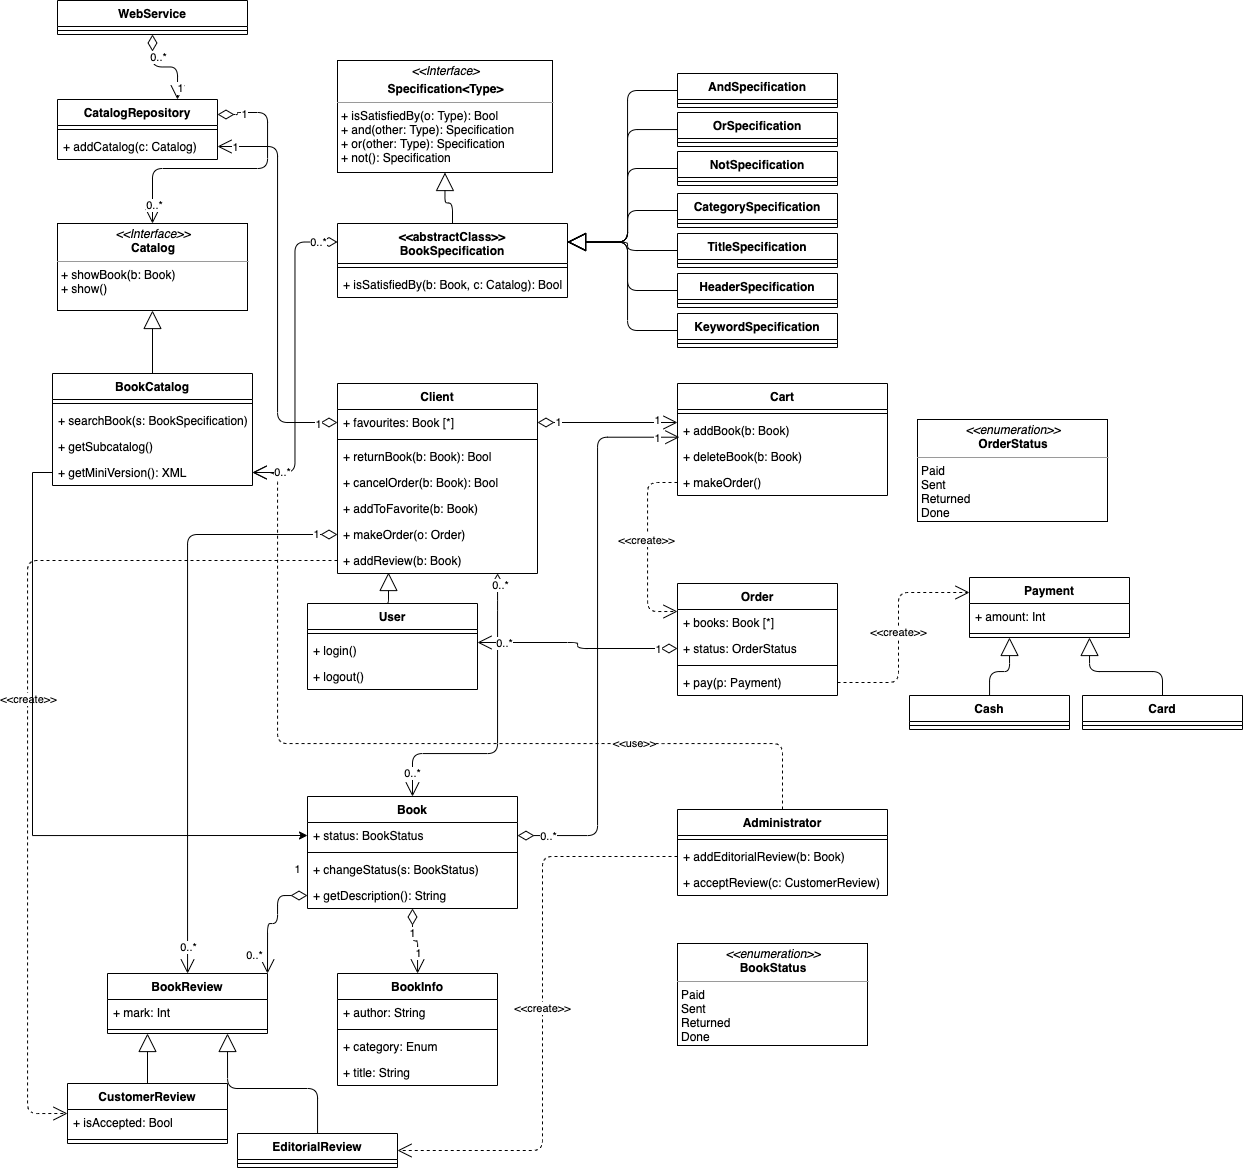 WebService
0..*
1
CatalogRepository
+ addCatalog(c: Catalog)
1
1
0..*
<<Interface>>
Catalog
+ showBook(b: Book)
+ show()
<<Interface>
Specification<Type>
+ isSatisfiedBy(o: Type): Bool
+ and(other: Type): Specification
+ or(other: Type): Specification
+ not(): Specification
<<abstractClass>>
BookSpecification
+ isSatisfiedBy(b: Book, c: Catalog): Bool
0..*
AndSpecification
OrSpecification
NotSpecification
CategorySpecification
TitleSpecification
HeaderSpecification
KeywordSpecification
BookCatalog
+ searchBook(s: BookSpecification)
+ getSubcatalog()
+ getMiniVersion(): XML
0..*
Client
+ favourites: Book [*]
+ returnBook(b: Book): Bool
+ cancelOrder(b: Book): Bool
+ addToFavorite(b: Book)
+ makeOrder(o: Order)
+ addReview(b: Book)
1
1
1
1
1
0..*
Cart
+ addBook(b: Book)
+ deleteBook(b: Book)
+ makeOrder()
<<enumeration>>
OrderStatus
Paid
Sent
Returned
Done
<<create>>
User
+ login()
+ logout()
0..*
1
Order
+ books: Book [*]
+ status: OrderStatus
+ pay(p: Payment)
<<create>>
Payment
+ amount: Int
Cash
Card
<<create>>
<<use>>
0..*
Book
+ status: BookStatus
+ changeStatus(s: BookStatus)
+ getDescription(): String
0..*
1
Administrator
+ addEditorialReview(b: Book)
+ acceptReview(c: CustomerReview)
0..*
0..*
1
1
BookReview
+ mark: Int
BookInfo
+ author: String
+ category: Enum
+ title: String
<<create>>
<<enumeration>>
BookStatus
Paid
Sent
Returned
Done
CustomerReview
+ isAccepted: Bool
EditorialReview